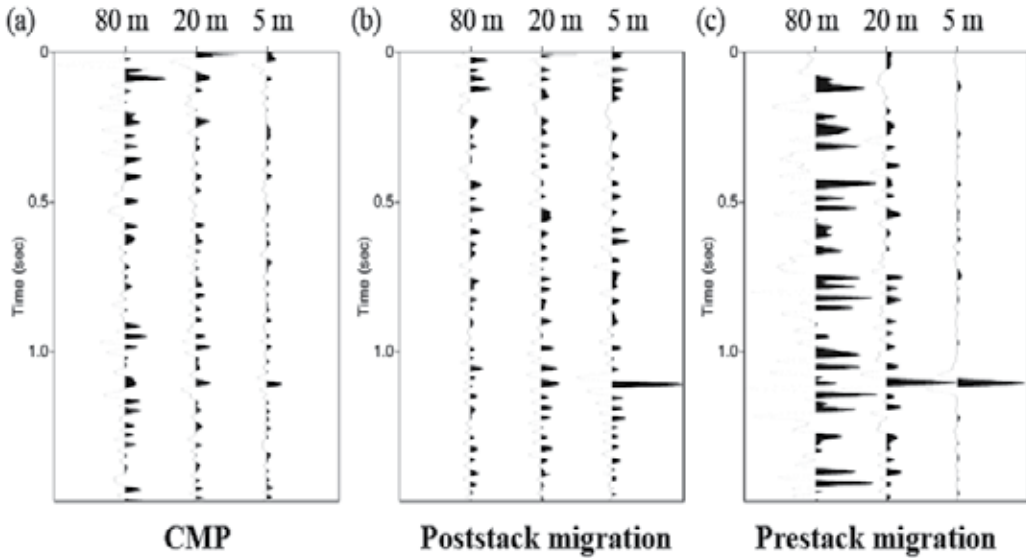 (a) 80 m 20 m 5 m
(b) 80 m 20 m 5 m
(c) 80 m 20 m 5 m
0
0.5
1.0
Time (sec)
0
0.5
1.0
Time (sec)
0
0.5
1.0
Time (sec)
CMP
Poststack migration
Prestack migration